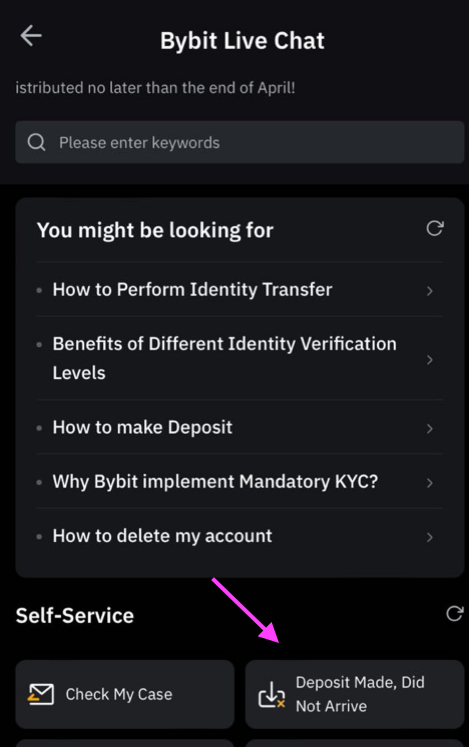 Bybit Live Chat
istributed no later than the end of April!
Please enter keywords
You might be looking for
How to Perform Identity Transfer
Benefits of Different Identity Verification
Levels
How to make Deposit
Why Bybit implement Mandatory KYC?
How to delete my account
Self-Service
Check My Case
Deposit Made, Did
Not Arrive